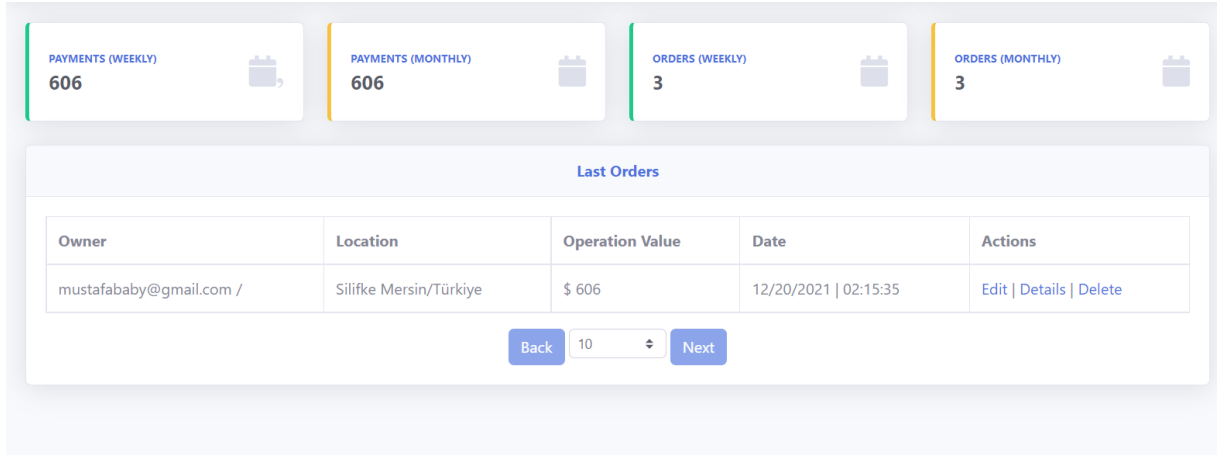 PAYMENTS (WEEKLY)
606
PAYMENTS (MONTHLY)
606
ORDERS (WEEKLY)
3
ORDERS (MONTHLY)
3
Last Orders
Owner Location Operation Value Date Actions
mustafababy@gmail.com / Silifke Mersin/Türkiye $ 606 12/20/2021 | 02:15:35 Edit | Details | Delete
Back 10 Next